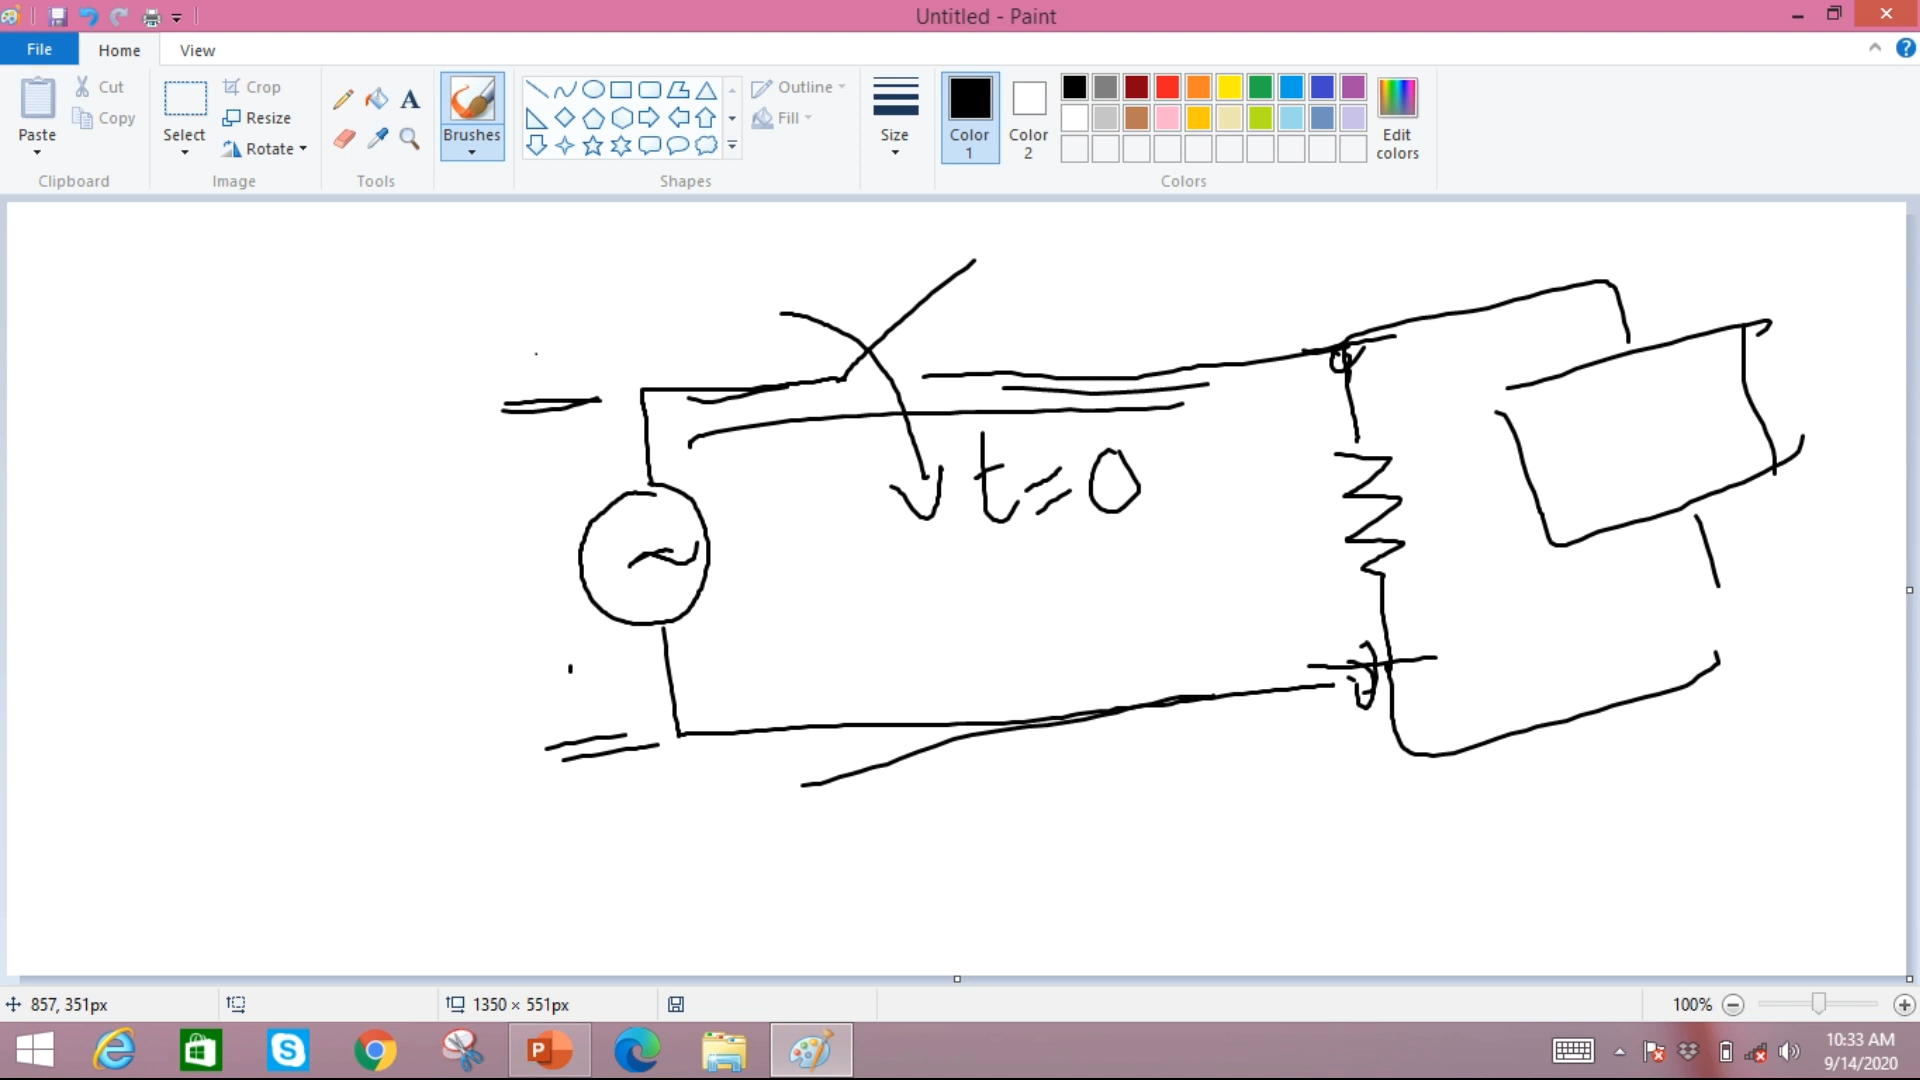 Untitled - Paint
File Home View
Paste
Cut
Copy
Clipboard
Select
Crop
Resize
Rotate
Image
Tools
Brushes
Shapes
Outline
Fill
Size
Color 1
Color 2
Edit colors
Colors
t=0
857, 351px
1350 × 551px
100%
10:33 AM
9/14/2020